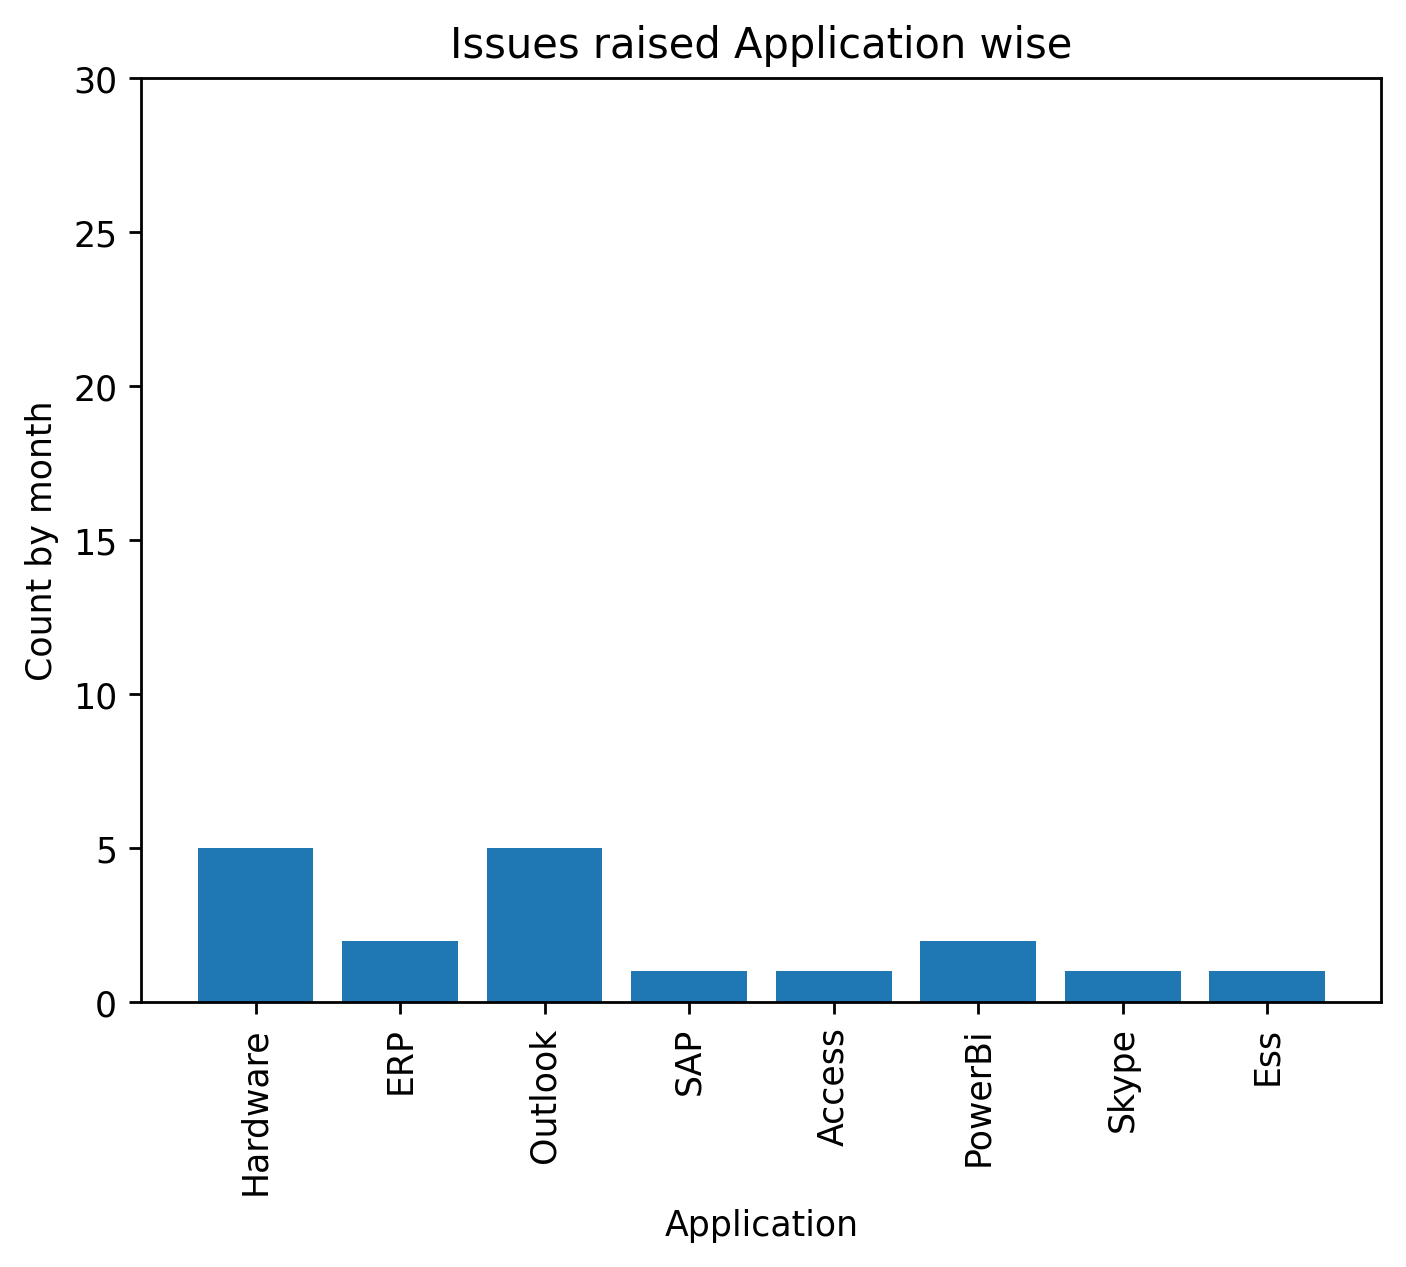 Issues raised Application wise
30
25
20
15
10
5
0
Count by month
Hardware
ERP
Outlook
SAP
Access
PowerBi
Skype
Ess
Application